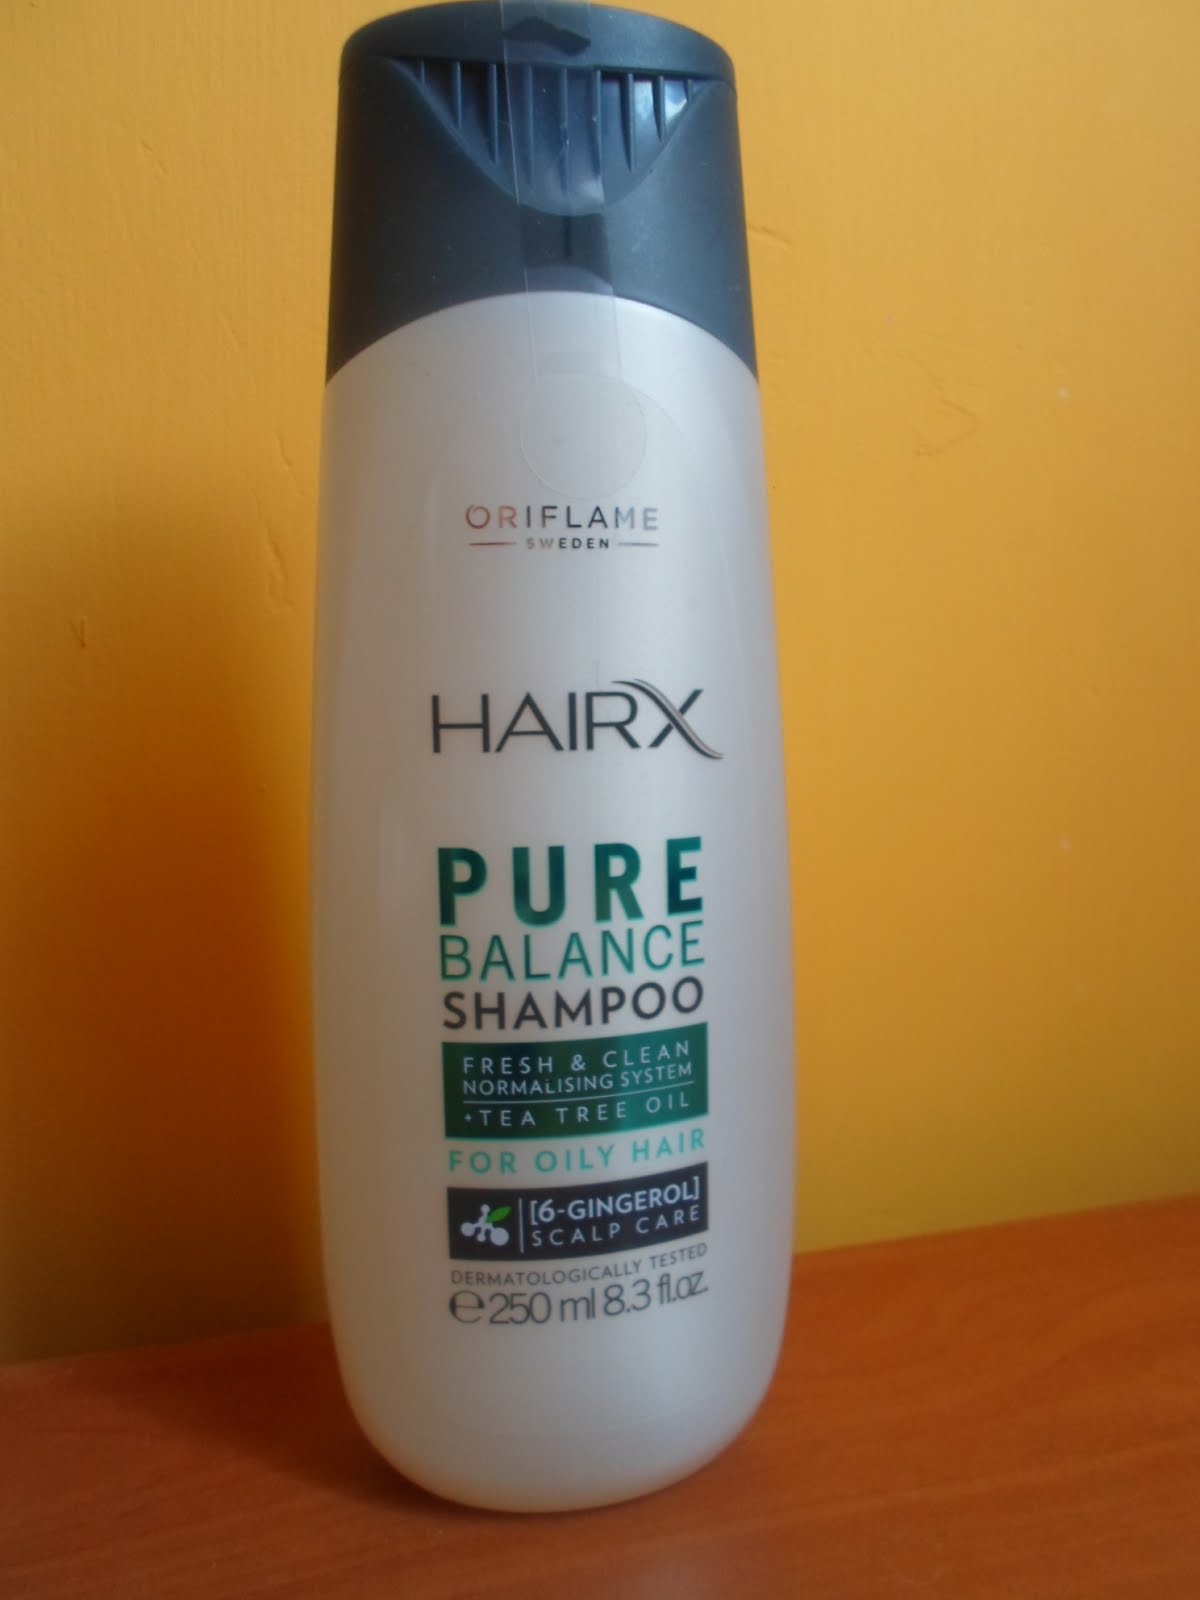 ORIFLAME
SWEDEN
HAIRX
PURE
BALANCE
SHAMPOO
FRESH & CLEAN
NORMALISING SYSTEM
+TEA TREE OIL
FOR OILY HAIR
[6-GINGEROL]
SCALP CARE
DERMATOLOGICALLY TESTED
℮ 250 ml 8.3 fl.oz.